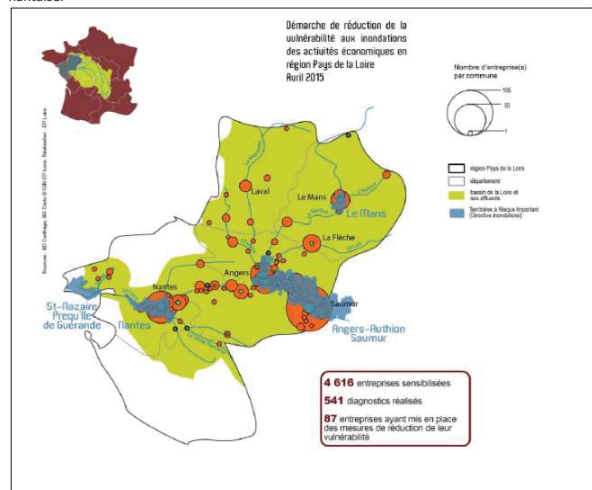 nantaise.
Démarche de réduction de la
vulnérabilité aux inondations
des activités économiques en
région Pays de la Loire
Avril 2015
Nombre d'entreprise(s)
par commune
105
50
1
région Pays de la Loire
département
bassin de la Loire et
ses affluents
Territoires à Risque Important
(Directive inondations)
Laval
Le Mans
Le Mans
La Flèche
Angers
Nantes
Saumur
St-Nazaire
Presqu'île
de Guérande
Nantes
Angers-Authion
Saumur
4 616 entreprises sensibilisées
541 diagnostics réalisés
87 entreprises ayant mis en place
des mesures de réduction de leur
vulnérabilité